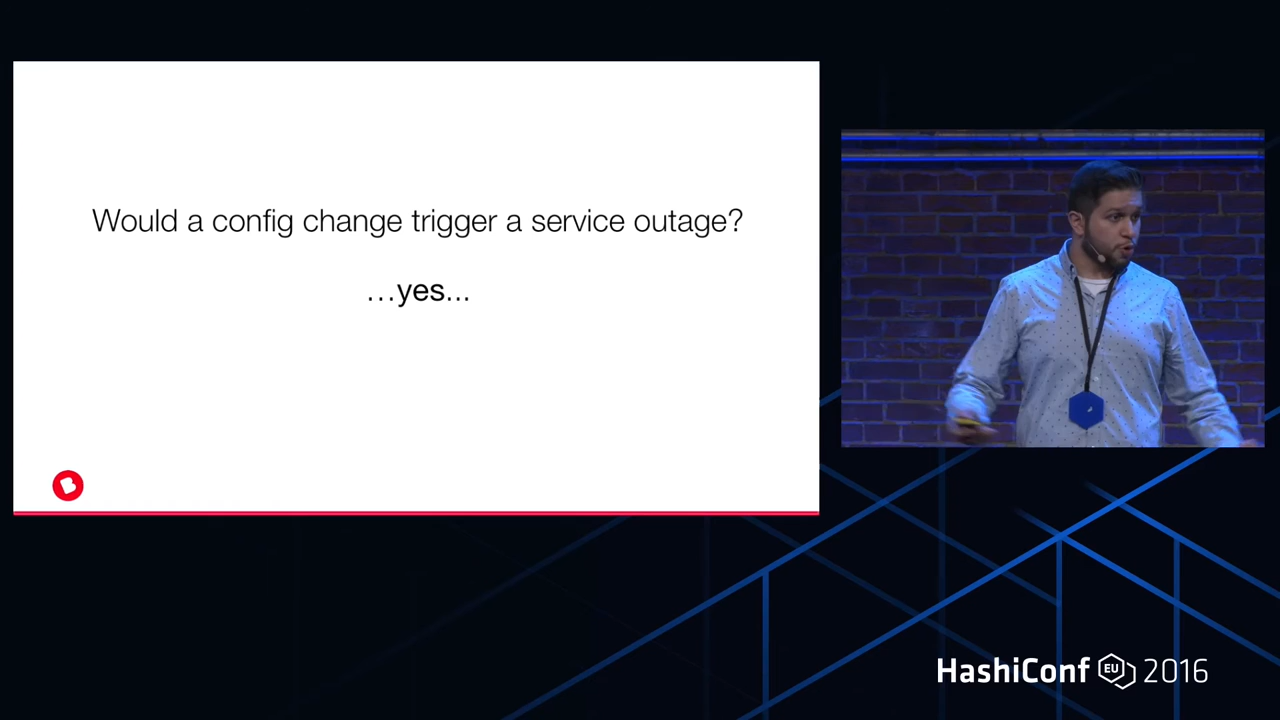 Would a config change trigger a service outage?
…yes...
HashiConf EU 2016